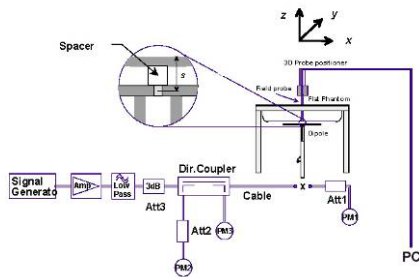 z
y
x
Spacer
s
3D Probe positioner
Field probe
Flat Phantom
Dipole
Signal
Generato
Amp
Low
Pass
3dB
Att3
Dir.Coupler
Cable
x
Att1
PM1
Att2
PM3
PM2
PC